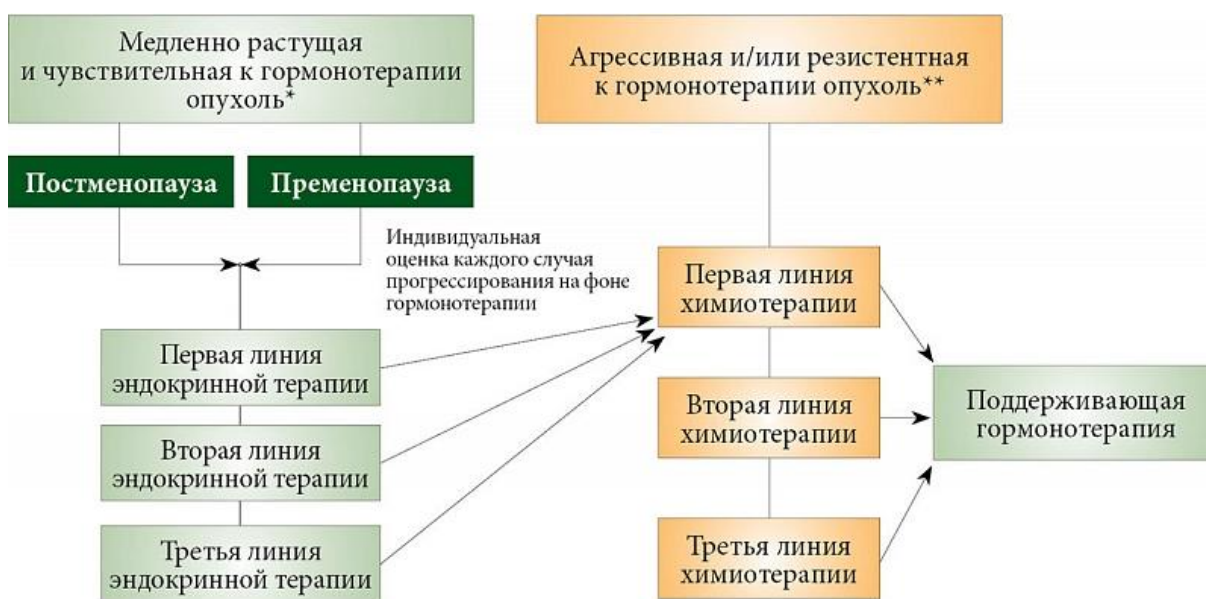 Медленно растущая
и чувствительная к гормонотерапии
опухоль*
Агрессивная и/или резистентная
к гормонотерапии опухоль**
Постменопауза
Пременопауза
Индивидуальная
оценка каждого случая
прогрессирования на фоне
гормонотерапии
Первая линия
эндокринной терапии
Вторая линия
эндокринной терапии
Третья линия
эндокринной терапии
Первая линия
химиотерапии
Вторая линия
химиотерапии
Третья линия
химиотерапии
Поддерживающая
гормонотерапия